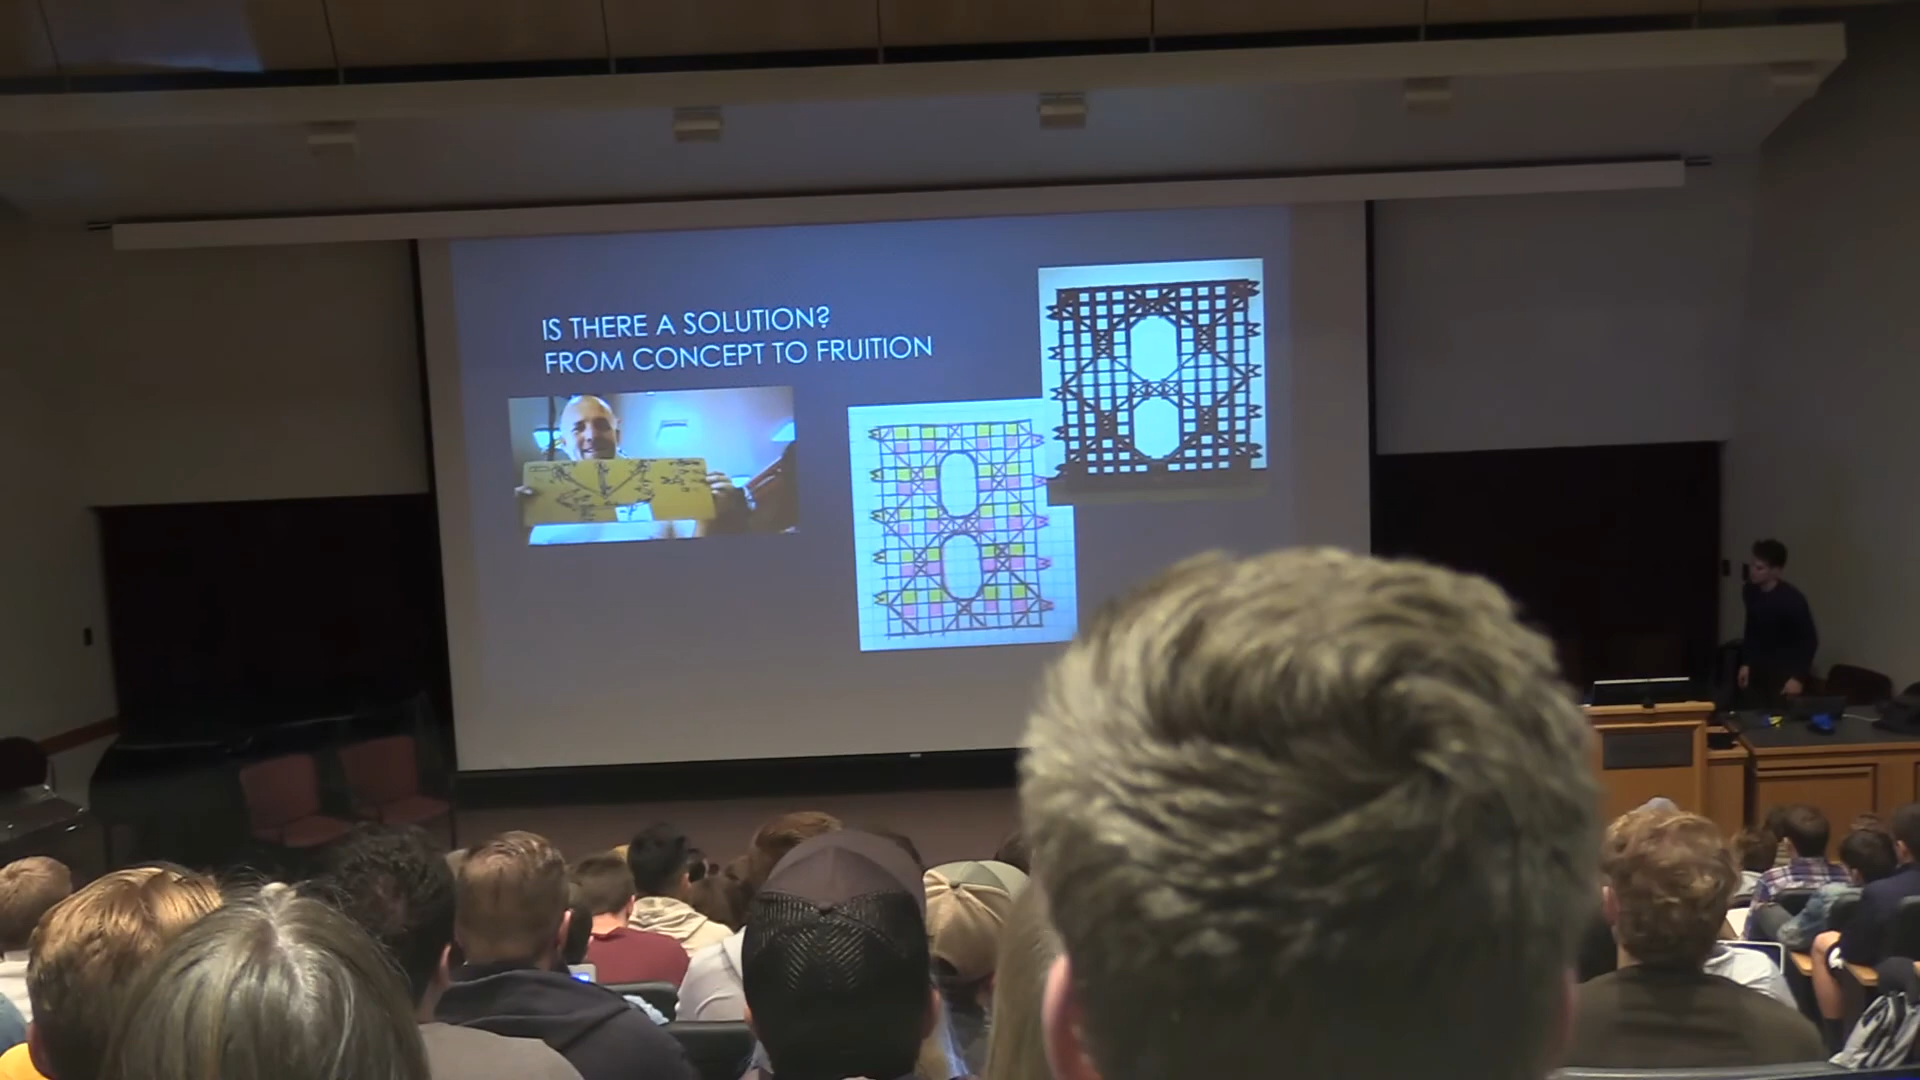 IS THERE A SOLUTION?
FROM CONCEPT TO FRUITION